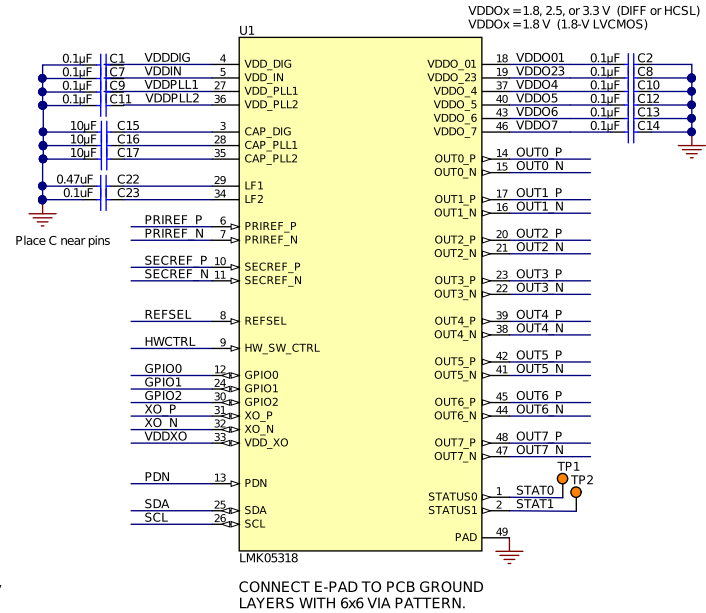 VDDOx = 1.8, 2.5, or 3.3 V (DIFF or HCSL)
VDDOx = 1.8 V (1.8-V LVCMOS)
U1
0.1µF C1 VDDDIG 4 VDD_DIG
0.1µF C7 VDDIN 5 VDD_IN
0.1µF C9 VDDPLL1 27 VDD_PLL1
0.1µF C11 VDDPLL2 36 VDD_PLL2
10µF C15 3 CAP_DIG
10µF C16 28 CAP_PLL1
10µF C17 35 CAP_PLL2
0.47uF C22 29 LF1
0.1uF C23 34 LF2
Place C near pins
PRIREF_P 6 PRIREF_P
PRIREF_N 7 PRIREF_N
SECREF_P 10 SECREF_P
SECREF_N 11 SECREF_N
REFSEL 8 REFSEL
HWCTRL 9 HW_SW_CTRL
GPIO0 12 GPIO0
GPIO1 24 GPIO1
GPIO2 30 GPIO2
XO_P 31 XO_P
XO_N 32 XO_N
VDDXO 33 VDD_XO
PDN 13 PDN
SDA 25 SDA
SCL 26 SCL
VDDO_01 18 VDDO01 0.1µF C2
VDDO_23 19 VDDO23 0.1µF C8
VDDO_4 37 VDDO4 0.1µF C10
VDDO_5 40 VDDO5 0.1µF C12
VDDO_6 43 VDDO6 0.1µF C13
VDDO_7 46 VDDO7 0.1µF C14
OUT0_P 14 OUT0_P
OUT0_N 15 OUT0_N
OUT1_P 17 OUT1_P
OUT1_N 16 OUT1_N
OUT2_P 20 OUT2_P
OUT2_N 21 OUT2_N
OUT3_P 23 OUT3_P
OUT3_N 22 OUT3_N
OUT4_P 39 OUT4_P
OUT4_N 38 OUT4_N
OUT5_P 42 OUT5_P
OUT5_N 41 OUT5_N
OUT6_P 45 OUT6_P
OUT6_N 44 OUT6_N
OUT7_P 48 OUT7_P
OUT7_N 47 OUT7_N
TP1
TP2
STATUS0 1 STAT0
STATUS1 2 STAT1
PAD 49
LMK05318
CONNECT E-PAD TO PCB GROUND
LAYERS WITH 6x6 VIA PATTERN.